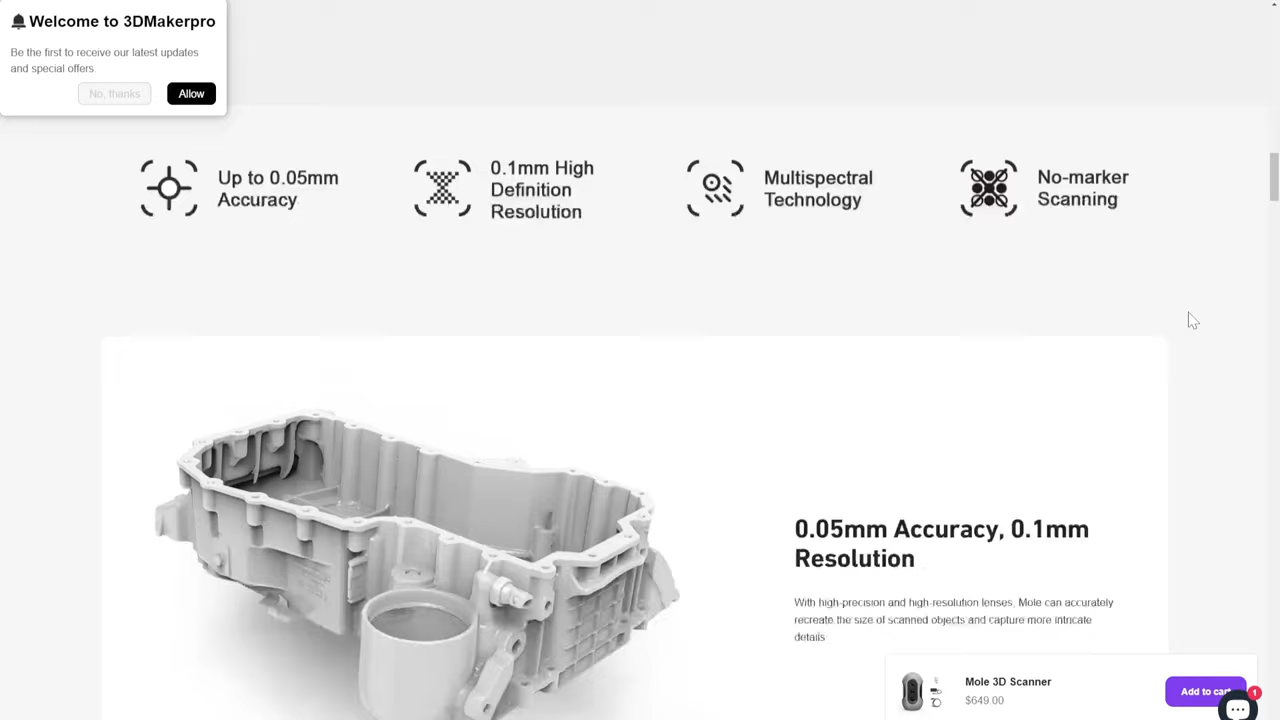 Welcome to 3DMakerpro
Be the first to receive our latest updates
and special offers.
No, thanks
Allow
Up to 0.05mm
Accuracy
0.1mm High
Definition
Resolution
Multispectral
Technology
No-marker
Scanning
0.05mm Accuracy, 0.1mm
Resolution
With high-precision and high-resolution lenses, Mole can accurately
recreate the size of scanned objects and capture more intricate
details
Mole 3D Scanner
$649.00
Add to cart
1